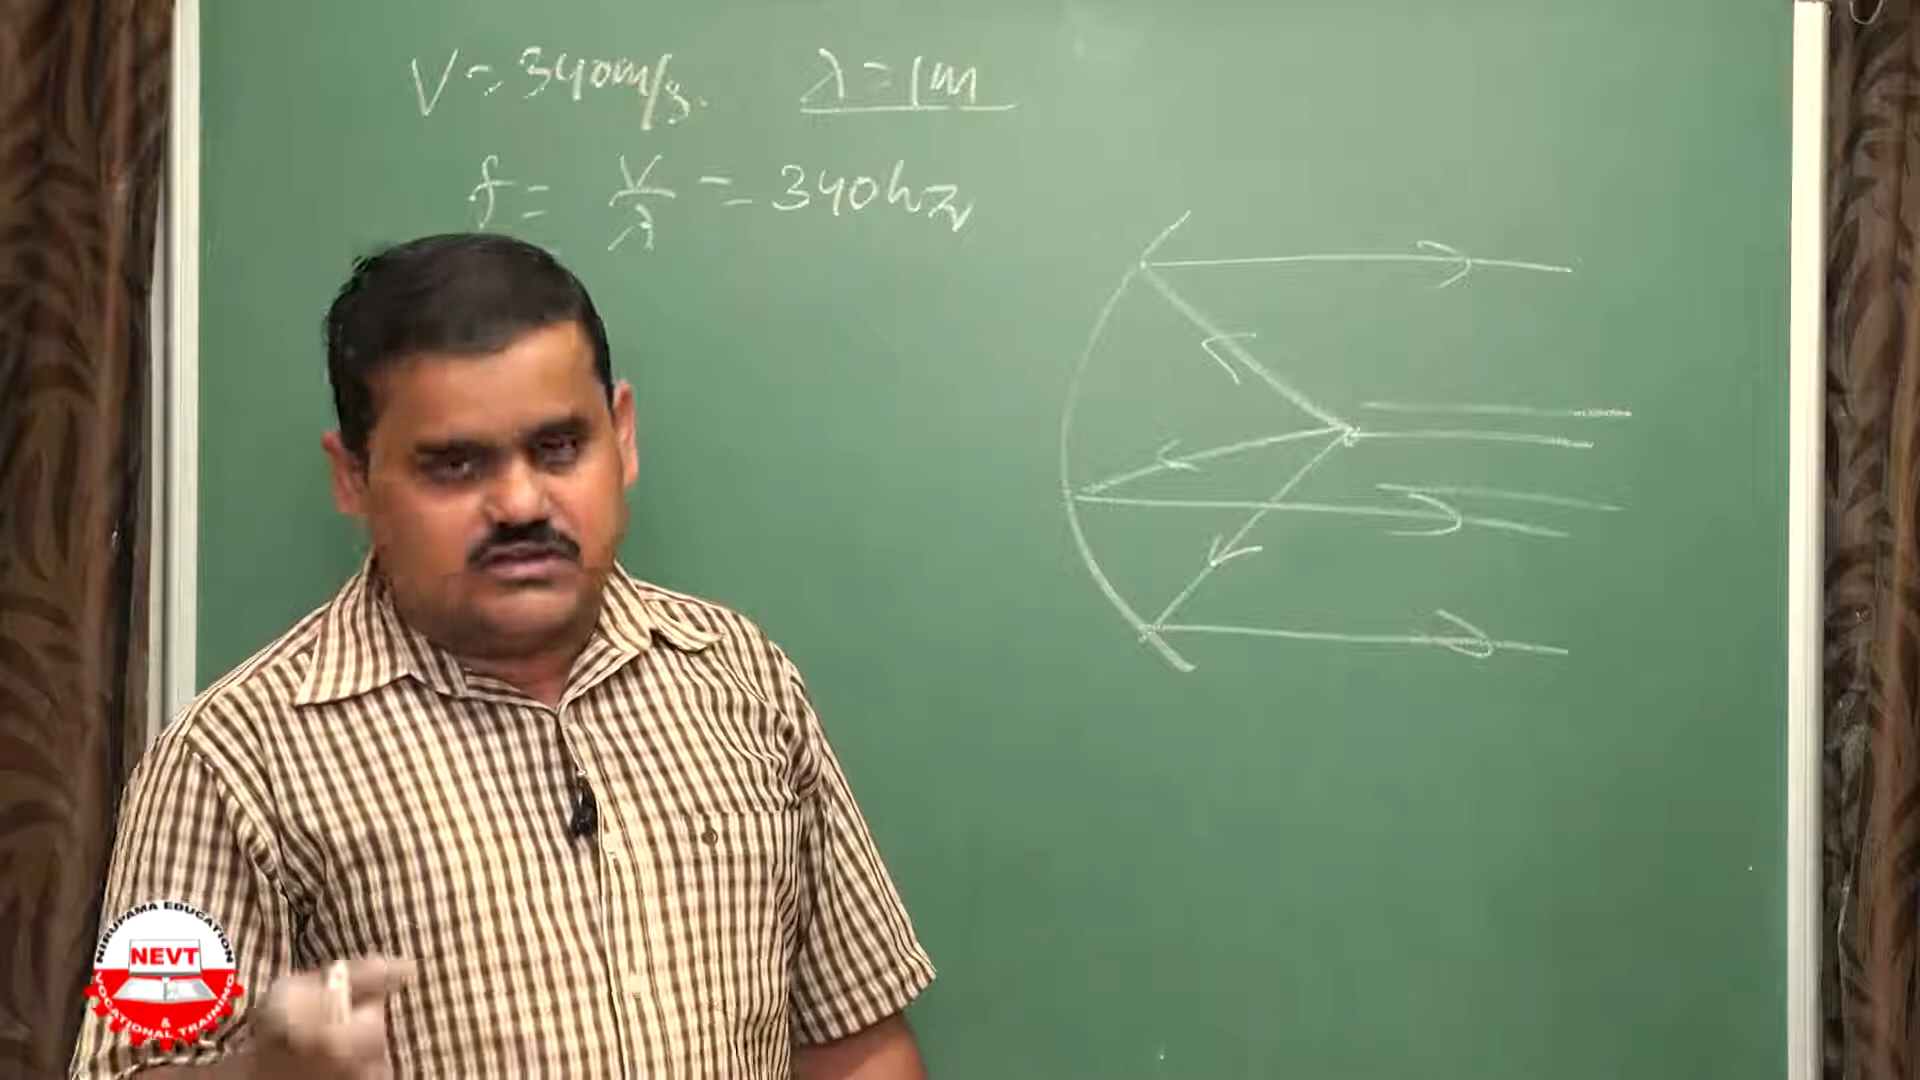 V = 340m/s. λ = 1m
f = V/λ = 340hz
NIRUPAMA EDUCATION
NEVT
& VOCATIONAL TRAINING